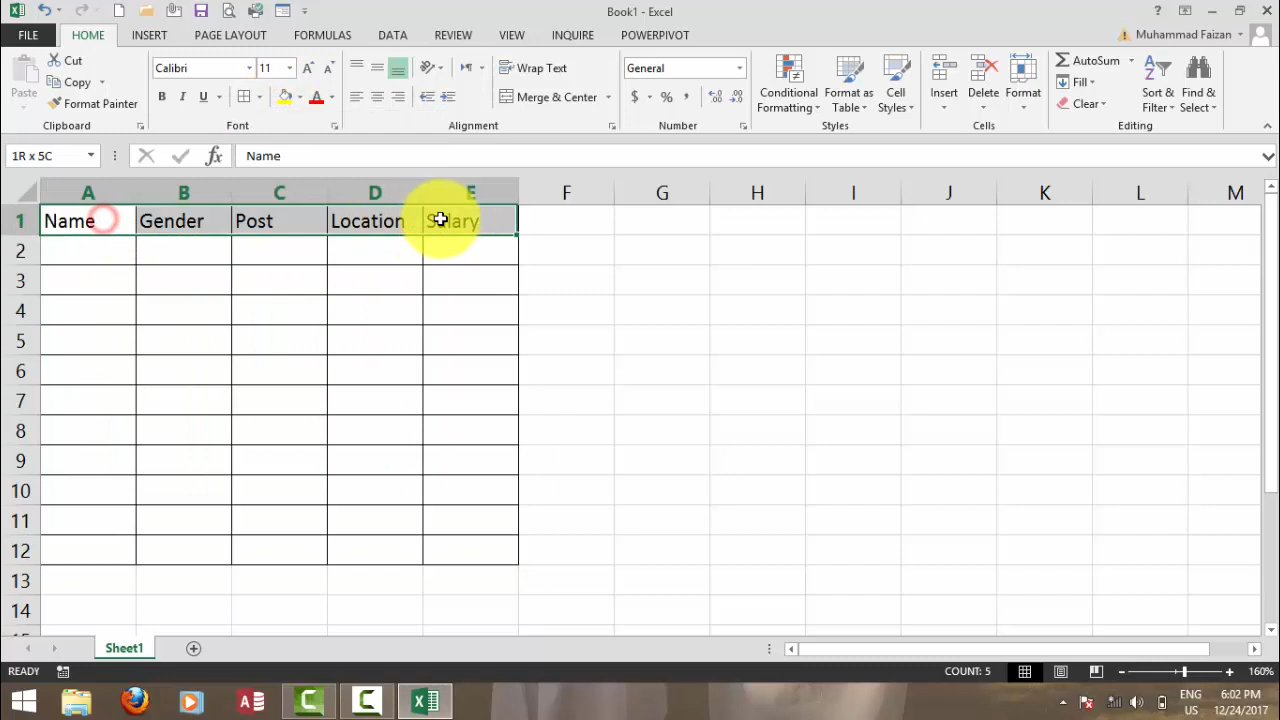 Book1 - Excel
?
FILE HOME INSERT PAGE LAYOUT FORMULAS DATA REVIEW VIEW INQUIRE POWERPIVOT Muhammad Faizan
Paste
Cut
Copy
Format Painter
Clipboard
Calibri 11
B I U A
Font
Wrap Text
Merge & Center
Alignment
General
$ % ,
Number
Conditional Formatting
Format as Table
Cell Styles
Styles
Insert Delete Format
Cells
AutoSum
Fill
Clear
Sort & Filter
Find & Select
Editing
1R x 5C fx Name
A B C D E F G H I J K L M
1 Name Gender Post Location Salary
2
3
4
5
6
7
8
9
10
11
12
13
14
Sheet1
READY COUNT: 5 160%
ENG 6:02 PM
US 12/24/2017